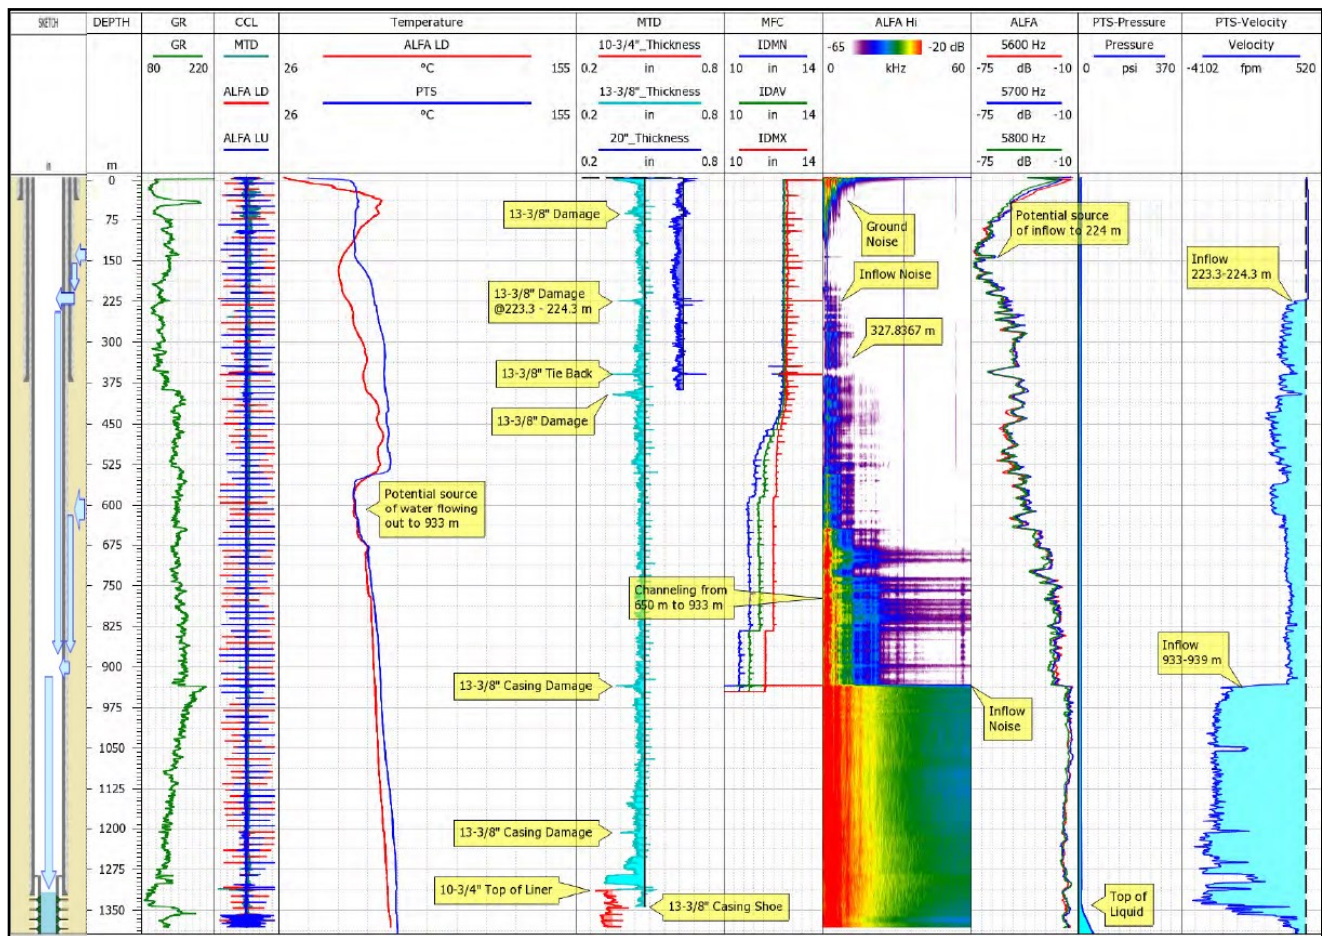 SKETCH DEPTH GR CCL Temperature MTD MFC ALFA Hi ALFA PTS-Pressure PTS-Velocity
GR MTD ALFA LD 10-3/4"_Thickness IDMN -65 -20 dB 5600 Hz Pressure Velocity
80 220 26 °C 155 0.2 in 0.8 10 in 14 0 kHz 60 -75 dB -10 0 psi 370 -4102 fpm 520
ALFA LD PTS 13-3/8"_Thickness IDAV 5700 Hz
26 °C 155 0.2 in 0.8 10 in 14 -75 dB -10
ALFA LU 20"_Thickness IDMX 5800 Hz
in m 0.2 in 0.8 10 in 14 -75 dB -10
0
75
150
225
300
375
450
525
600
675
750
825
900
975
1050
1125
1200
1275
1350
Potential source
of water flowing
out to 933 m
13-3/8" Damage
13-3/8" Damage
@223.3 - 224.3 m
13-3/8" Tie Back
13-3/8" Damage
13-3/8" Casing Damage
13-3/8" Casing Damage
10-3/4" Top of Liner
13-3/8" Casing Shoe
Channeling from
650 m to 933 m
Ground
Noise
Inflow Noise
327.8367 m
Inflow
Noise
Potential source
of inflow to 224 m
Top of
Liquid
Inflow
223.3-224.3 m
Inflow
933-939 m